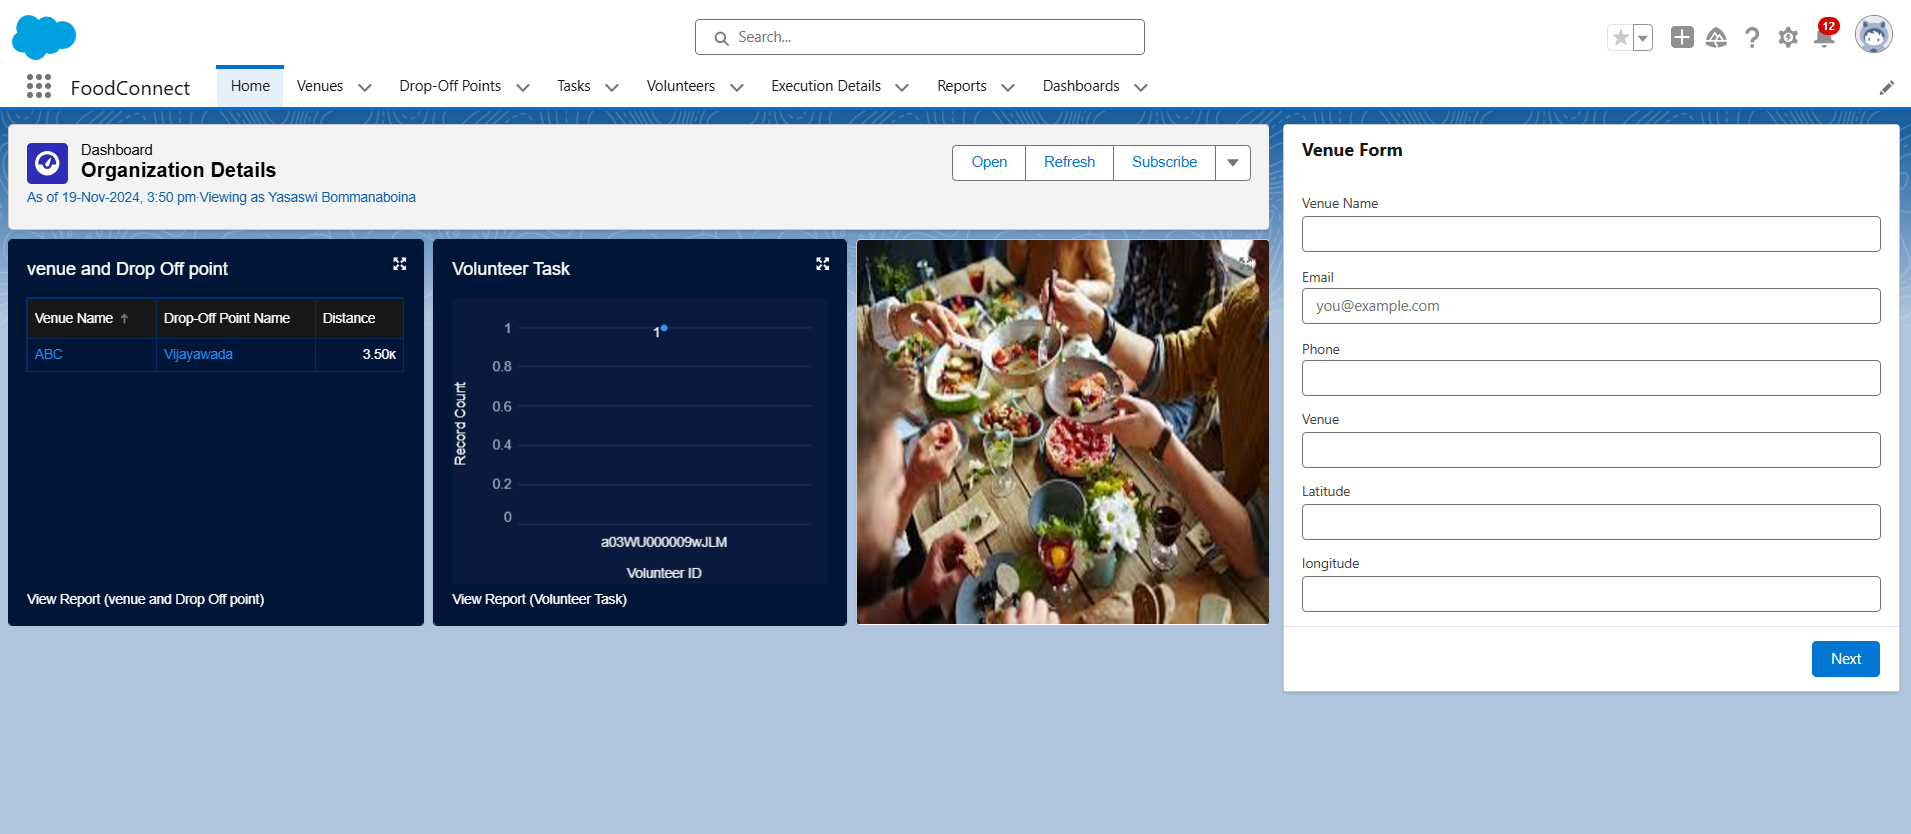 Search...
12
FoodConnect
Home
Venues
Drop-Off Points
Tasks
Volunteers
Execution Details
Reports
Dashboards
Dashboard
Organization Details
As of 19-Nov-2024, 3:50 pm·Viewing as Yasaswi Bommanaboina
Open
Refresh
Subscribe
venue and Drop Off point
Venue Name ↑ Drop-Off Point Name Distance
ABC Vijayawada 3.50ᴋ
View Report (venue and Drop Off point)
Volunteer Task
Record Count
1
0.8
0.6
0.4
0.2
0
1
a03WU000009wJLM
Volunteer ID
View Report (Volunteer Task)
Venue Form
Venue Name
Email
you@example.com
Phone
Venue
Latitude
longitude
Next